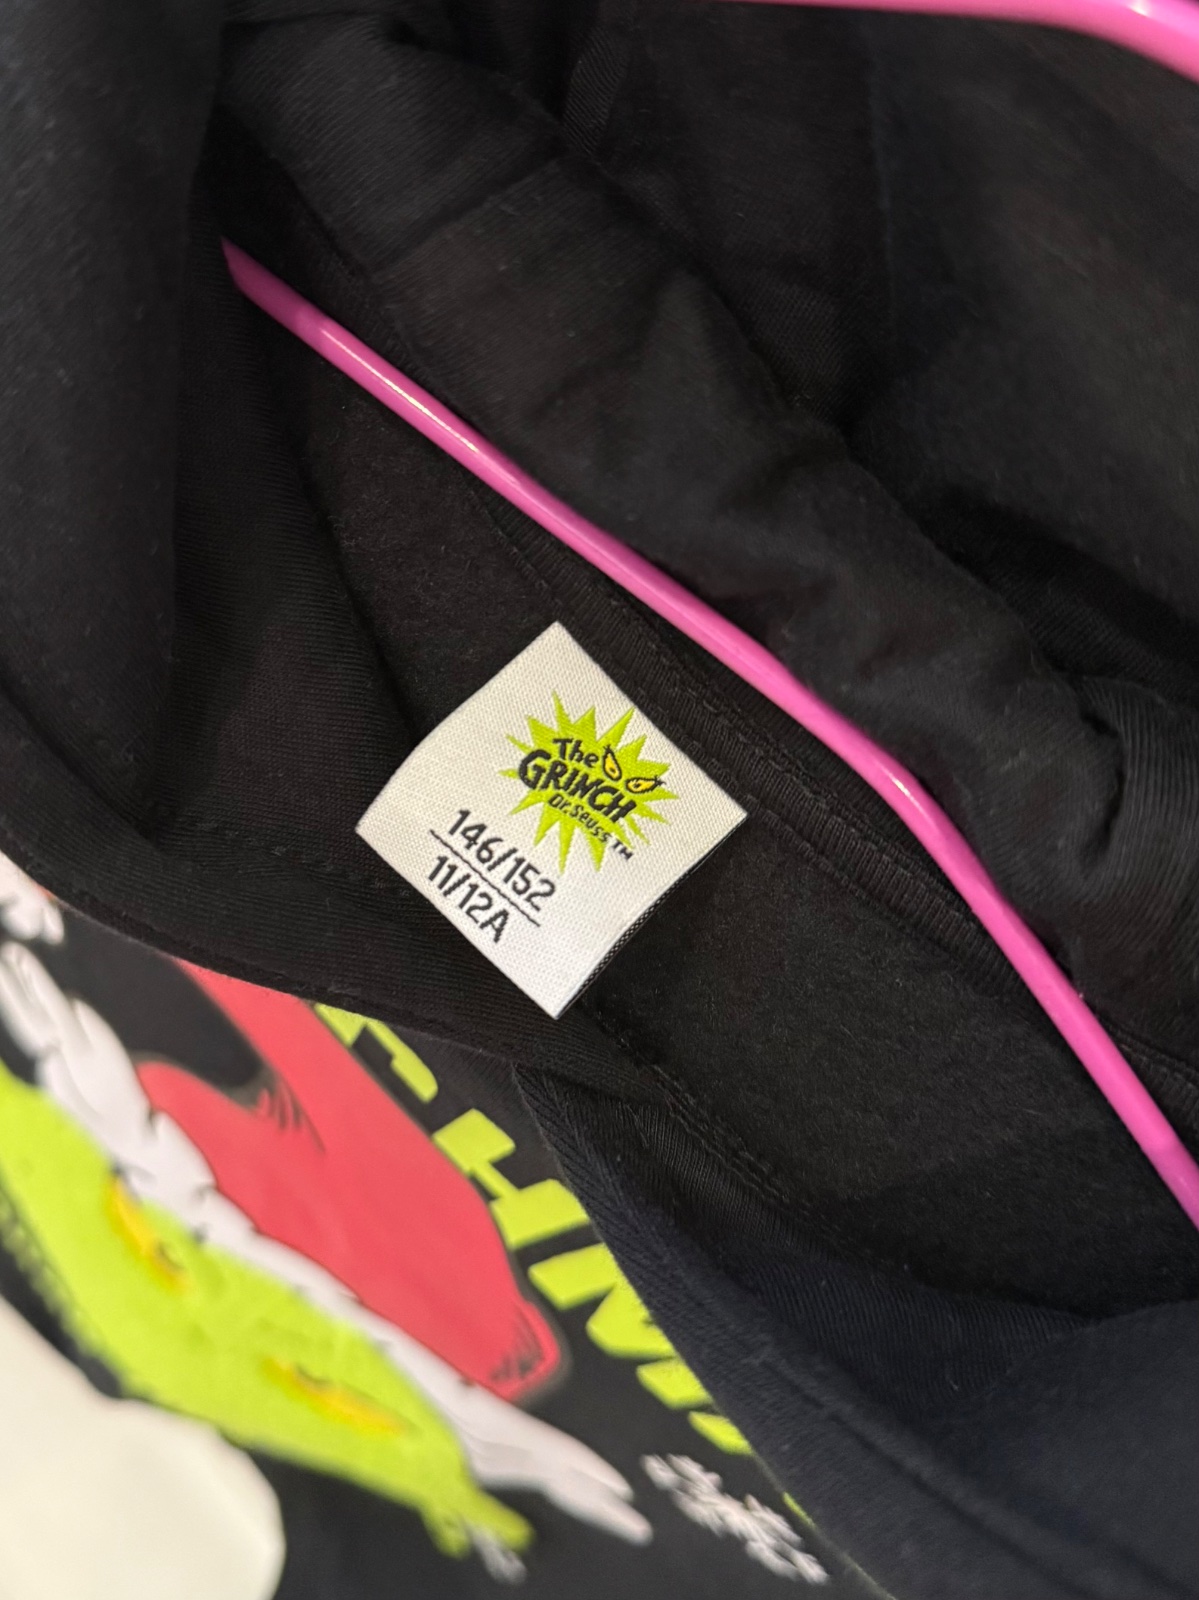 The
GRINCH
Dr. Seuss™
146/152
11/12A